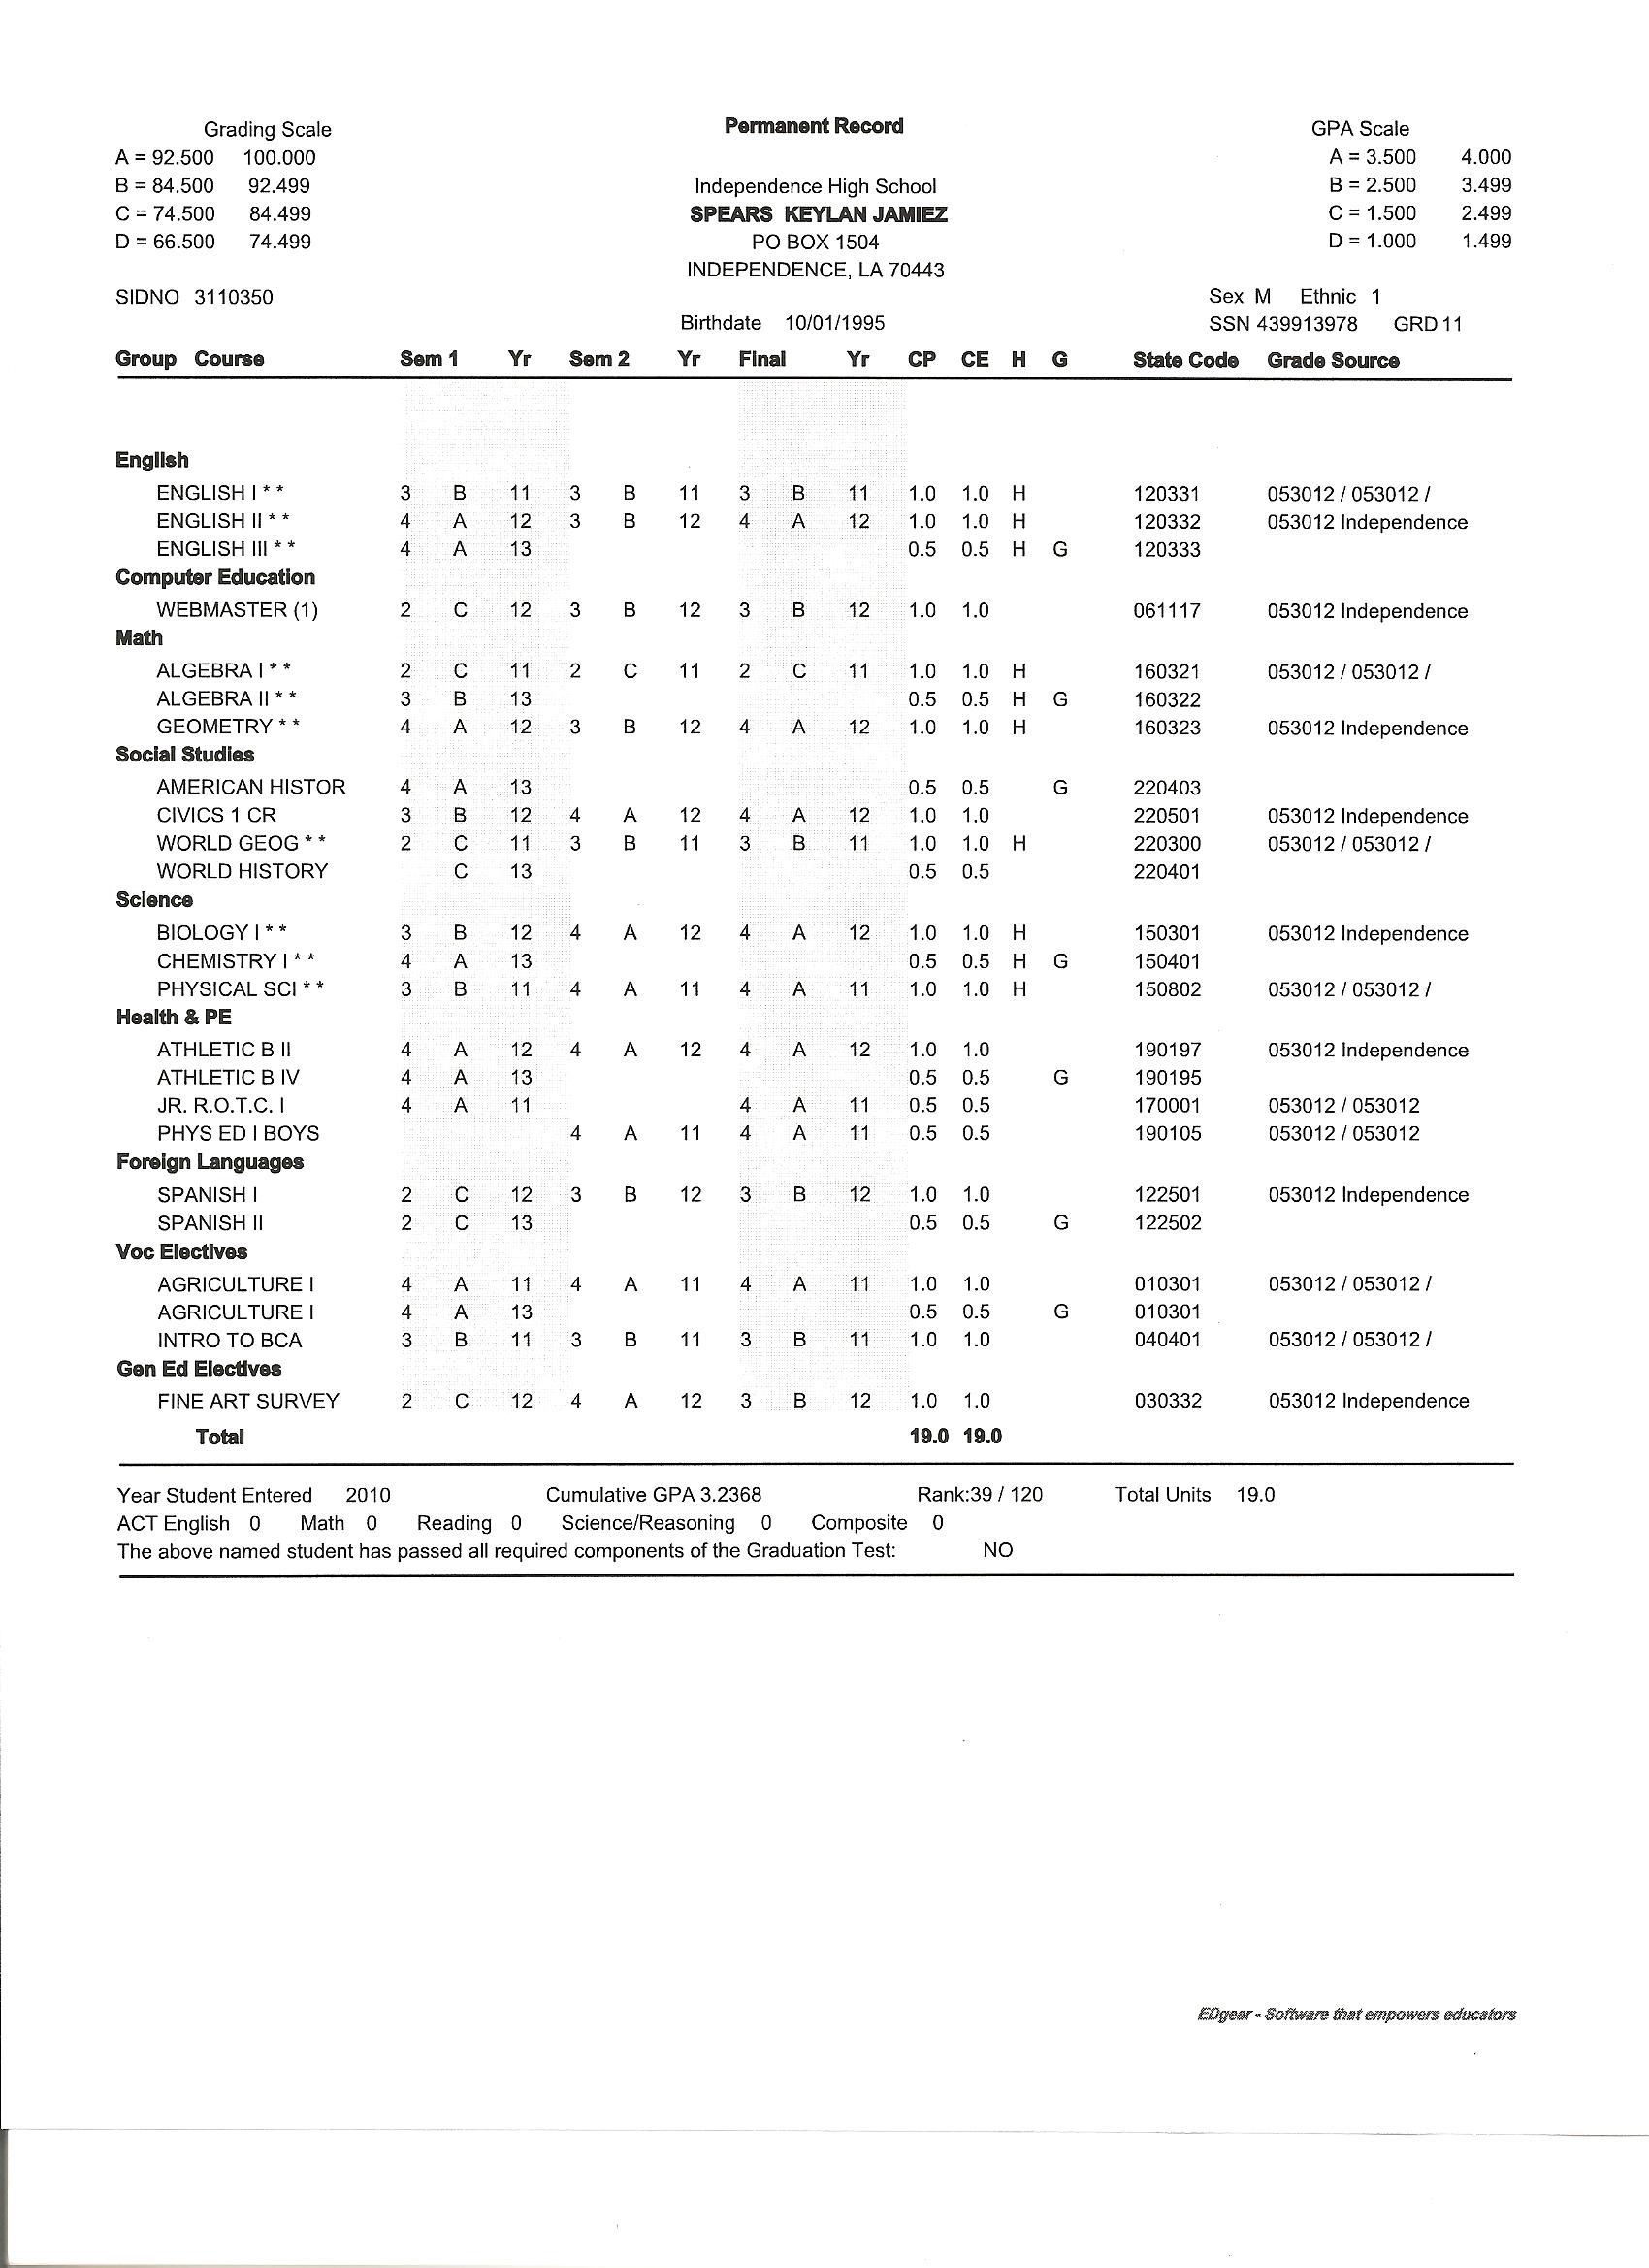 Grading Scale Permanent Record GPA Scale
A = 92.500 100.000 A = 3.500 4.000
B = 84.500 92.499 Independence High School B = 2.500 3.499
C = 74.500 84.499 SPEARS KEYLAN JAMIEZ C = 1.500 2.499
D = 66.500 74.499 PO BOX 1504 D = 1.000 1.499
INDEPENDENCE, LA 70443
SIDNO 3110350 Sex M Ethnic 1
Birthdate 10/01/1995 SSN 439913978 GRD 11
Group Course Sem 1 Yr Sem 2 Yr Final Yr CP CE H G State Code Grade Source
English
ENGLISH I * * 3 B 11 3 B 11 3 B 11 1.0 1.0 H 120331 053012 / 053012 /
ENGLISH II * * 4 A 12 3 B 12 4 A 12 1.0 1.0 H 120332 053012 Independence
ENGLISH III * * 4 A 13 0.5 0.5 H G 120333
Computer Education
WEBMASTER (1) 2 C 12 3 B 12 3 B 12 1.0 1.0 061117 053012 Independence
Math
ALGEBRA I * * 2 C 11 2 C 11 2 C 11 1.0 1.0 H 160321 053012 / 053012 /
ALGEBRA II * * 3 B 13 0.5 0.5 H G 160322
GEOMETRY * * 4 A 12 3 B 12 4 A 12 1.0 1.0 H 160323 053012 Independence
Social Studies
AMERICAN HISTOR 4 A 13 0.5 0.5 G 220403
CIVICS 1 CR 3 B 12 4 A 12 4 A 12 1.0 1.0 220501 053012 Independence
WORLD GEOG * * 2 C 11 3 B 11 3 B 11 1.0 1.0 H 220300 053012 / 053012 /
WORLD HISTORY C 13 0.5 0.5 220401
Science
BIOLOGY I * * 3 B 12 4 A 12 4 A 12 1.0 1.0 H 150301 053012 Independence
CHEMISTRY I * * 4 A 13 0.5 0.5 H G 150401
PHYSICAL SCI * * 3 B 11 4 A 11 4 A 11 1.0 1.0 H 150802 053012 / 053012 /
Health & PE
ATHLETIC B II 4 A 12 4 A 12 4 A 12 1.0 1.0 190197 053012 Independence
ATHLETIC B IV 4 A 13 0.5 0.5 G 190195
JR. R.O.T.C. I 4 A 11 4 A 11 0.5 0.5 170001 053012 / 053012
PHYS ED I BOYS 4 A 11 4 A 11 0.5 0.5 190105 053012 / 053012
Foreign Languages
SPANISH I 2 C 12 3 B 12 3 B 12 1.0 1.0 122501 053012 Independence
SPANISH II 2 C 13 0.5 0.5 G 122502
Voc Electives
AGRICULTURE I 4 A 11 4 A 11 4 A 11 1.0 1.0 010301 053012 / 053012 /
AGRICULTURE I 4 A 13 0.5 0.5 G 010301
INTRO TO BCA 3 B 11 3 B 11 3 B 11 1.0 1.0 040401 053012 / 053012 /
Gen Ed Electives
FINE ART SURVEY 2 C 12 4 A 12 3 B 12 1.0 1.0 030332 053012 Independence
Total 19.0 19.0
Year Student Entered 2010 Cumulative GPA 3.2368 Rank:39 / 120 Total Units 19.0
ACT English 0 Math 0 Reading 0 Science/Reasoning 0 Composite 0
The above named student has passed all required components of the Graduation Test: NO
EDgear - Software that empowers educators